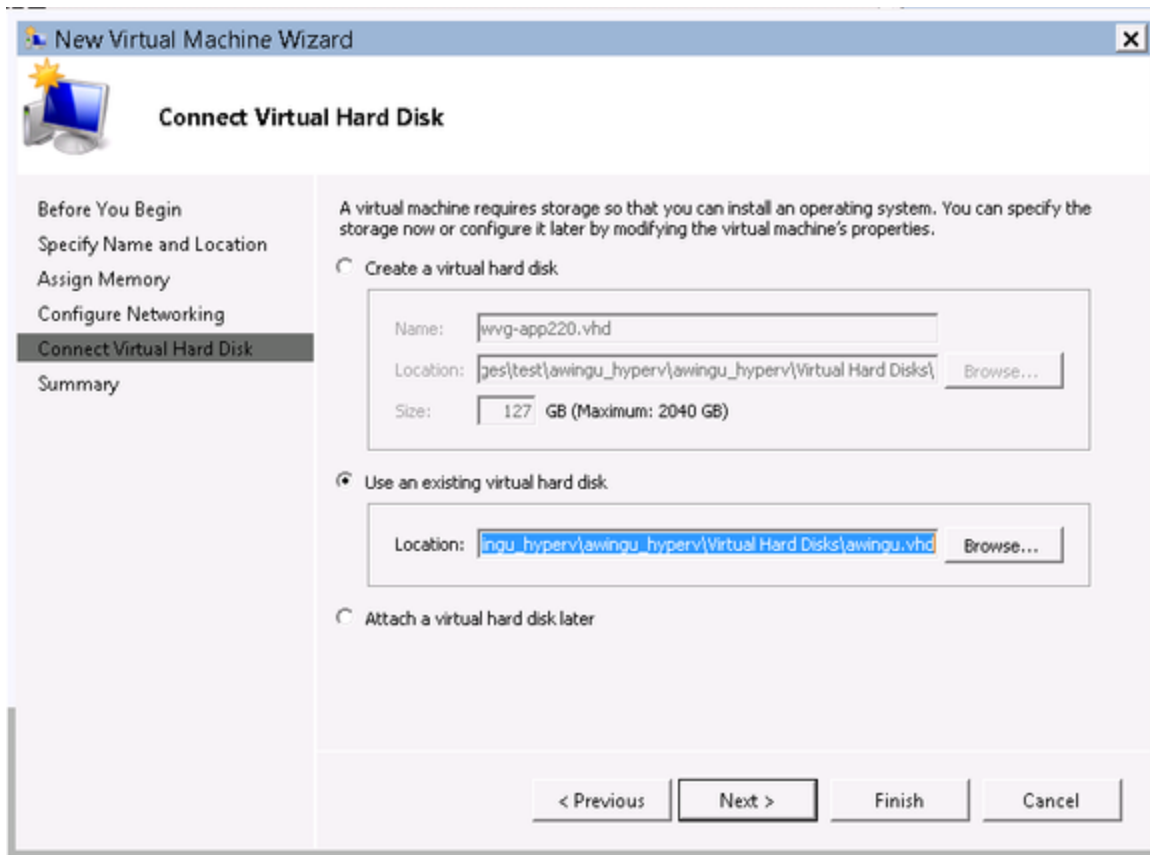 New Virtual Machine Wizard
Connect Virtual Hard Disk
Before You Begin
Specify Name and Location
Assign Memory
Configure Networking
Connect Virtual Hard Disk
Summary
A virtual machine requires storage so that you can install an operating system. You can specify the
storage now or configure it later by modifying the virtual machine's properties.
Create a virtual hard disk
Name: wvg-app220.vhd
Location: ges\test\awingu_hyperv\awingu_hyperv\Virtual Hard Disks\ Browse...
Size: 127 GB (Maximum: 2040 GB)
Use an existing virtual hard disk
Location: ingu_hyperv\awingu_hyperv\Virtual Hard Disks\awingu.vhd Browse...
Attach a virtual hard disk later
< Previous Next > Finish Cancel